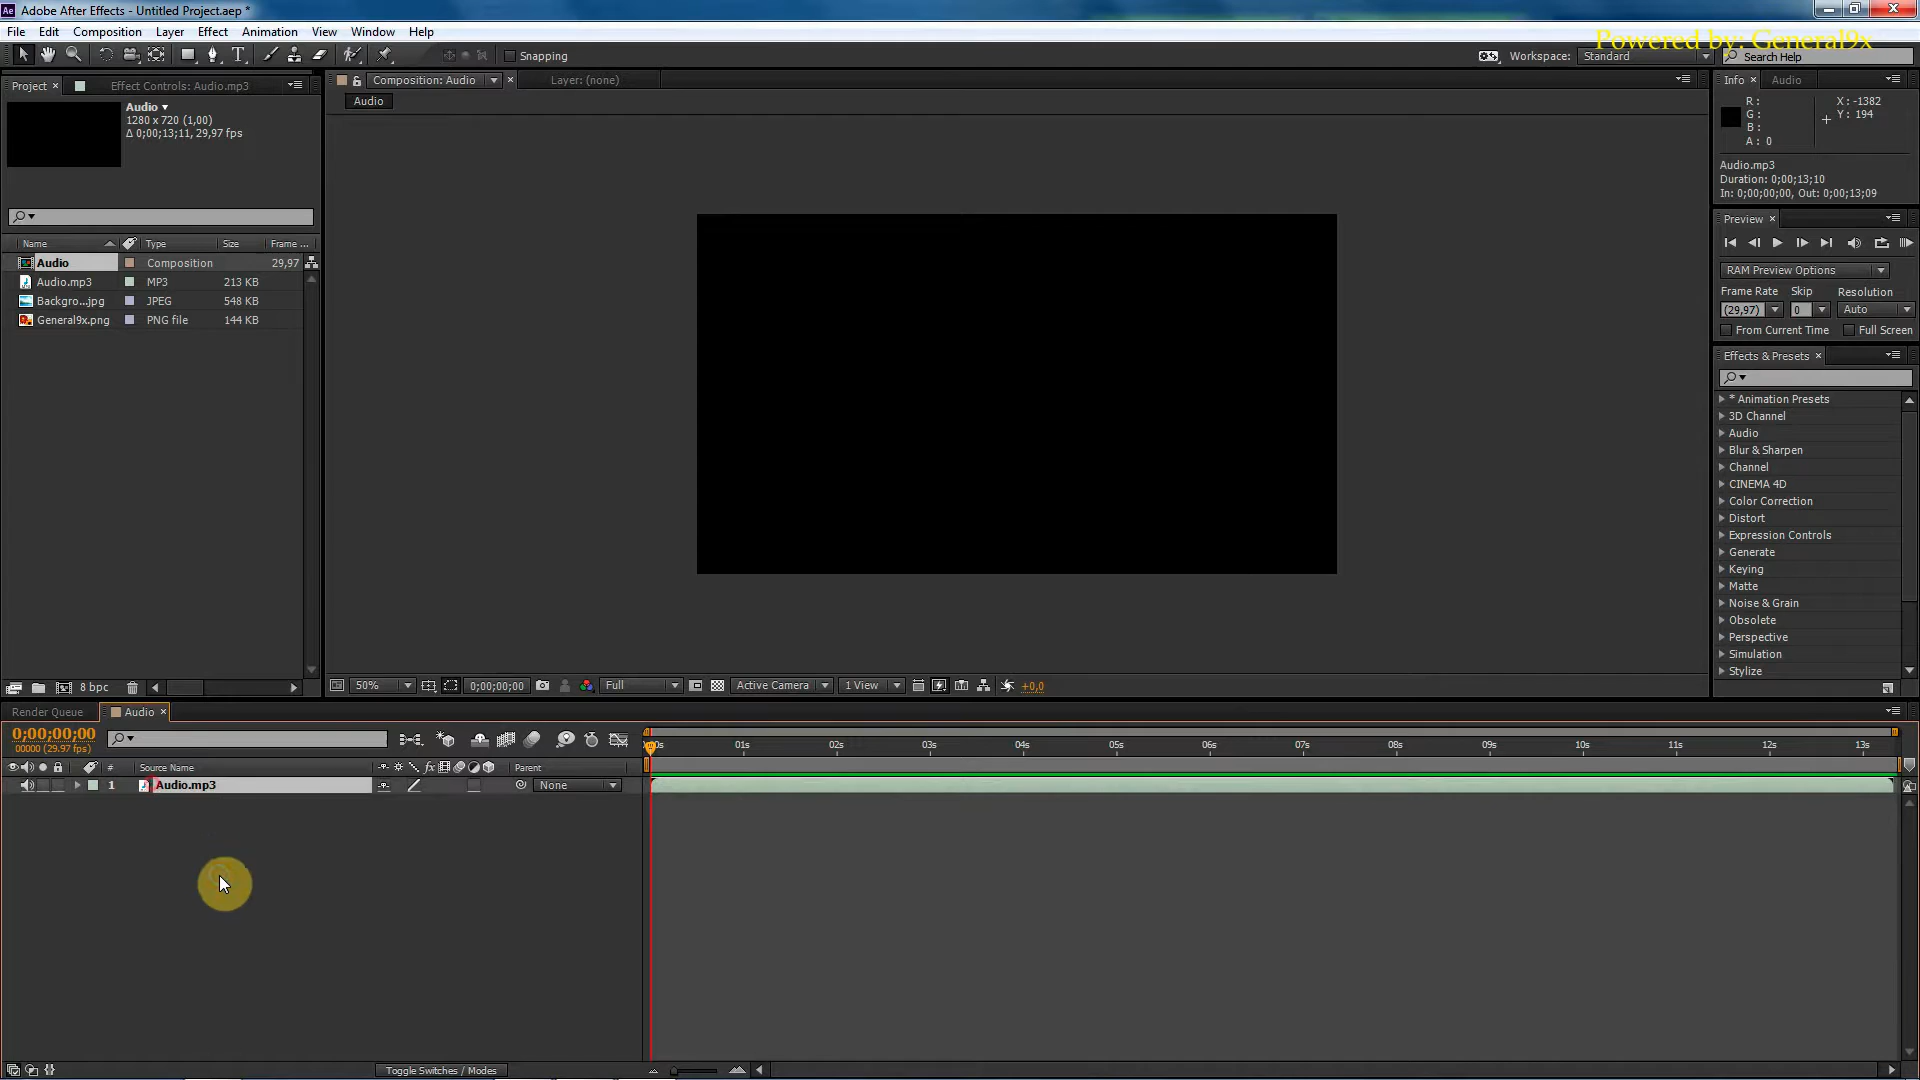 Adobe After Effects - Untitled Project.aep *
File Edit Composition Layer Effect Animation Window View Help
Powered by: General9x
Snapping
Workspace: Standard
Search Help
Project × Effect Controls: Audio.mp3
Composition: Audio × Layer: (none)
Info × Audio
Audio
Audio ▾
1280 x 720 (1,00)
Δ 0;00;13;11, 29,97 fps
R:
G:
B:
A: 0
X: -1382
Y: 194
Audio.mp3
Duration: 0;00;13;10
In: 0;00;00;00, Out: 0;00;13;09
Preview ×
Name Type Size Frame ...
Audio Composition 29,97
Audio.mp3 MP3 213 KB
Backgro...jpg JPEG 548 KB
General9x.png PNG file 144 KB
RAM Preview Options
Frame Rate Skip Resolution
(29,97) 0 Auto
From Current Time Full Screen
Effects & Presets ×
* Animation Presets
3D Channel
Audio
Blur & Sharpen
Channel
CINEMA 4D
Color Correction
Distort
Expression Controls
Generate
Keying
Matte
Noise & Grain
Obsolete
Perspective
Simulation
Stylize
8 bpc
50% 0;00;00;00 Full Active Camera 1 View +0,0
Render Queue Audio ×
0;00;00;00
00000 (29.97 fps)
01s 02s 03s 04s 05s 06s 07s 08s 09s 10s 11s 12s 13s
# Source Name Parent
1 Audio.mp3 None
Toggle Switches / Modes